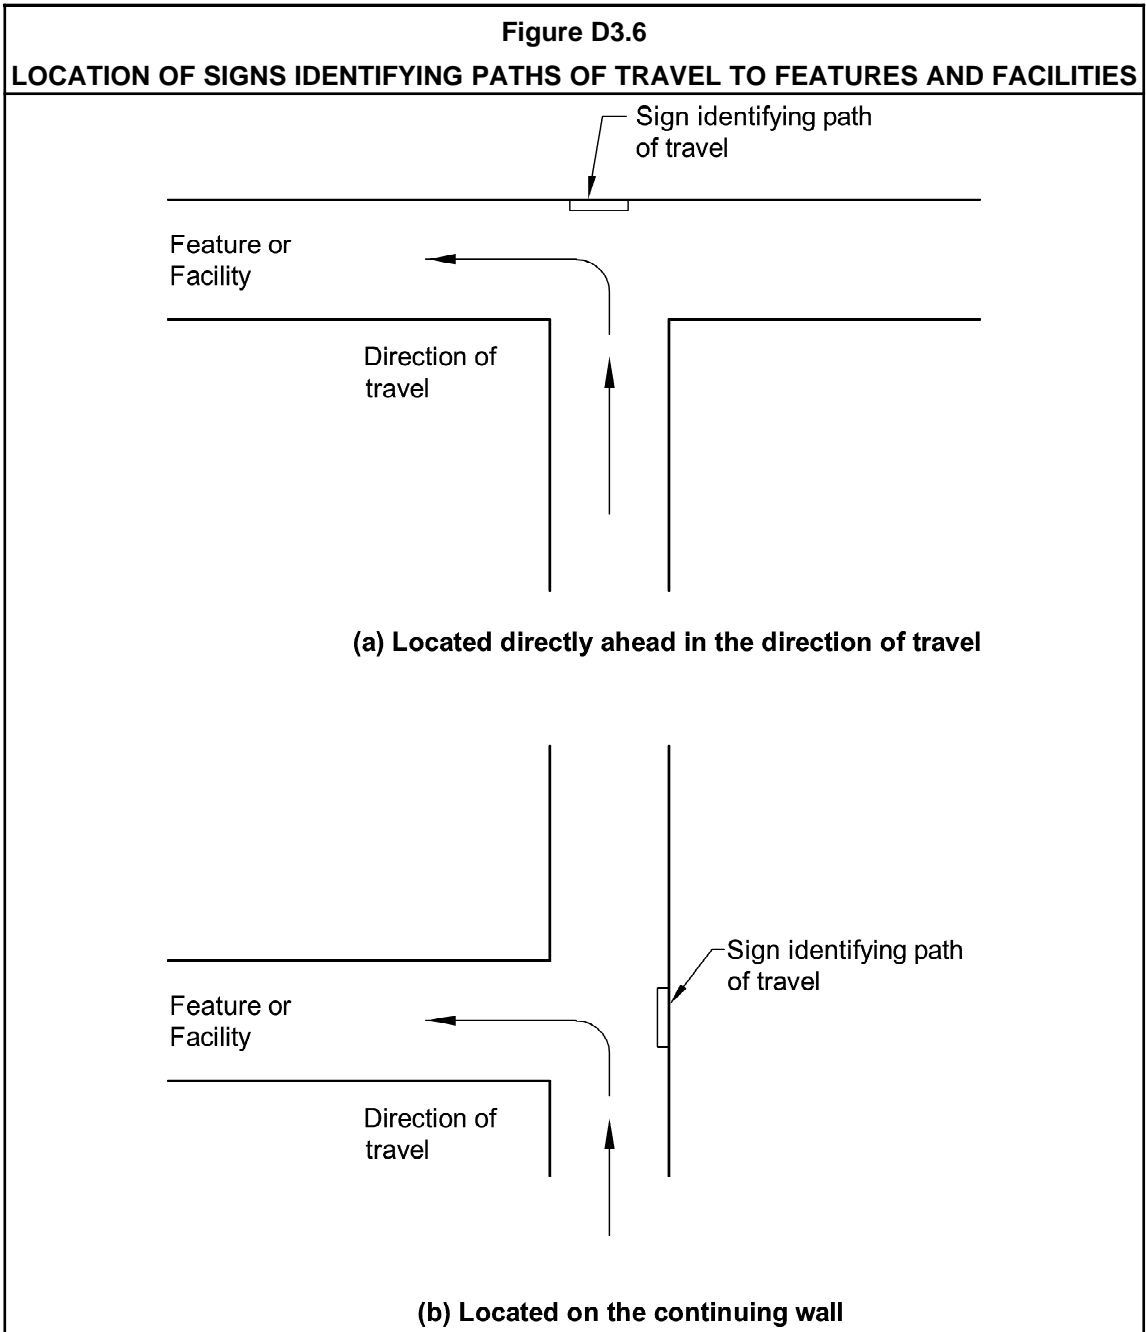 Figure D3.6
LOCATION OF SIGNS IDENTIFYING PATHS OF TRAVEL TO FEATURES AND FACILITIES
Sign identifying path
of travel
Feature or
Facility
Direction of
travel
(a) Located directly ahead in the direction of travel
Sign identifying path
of travel
Feature or
Facility
Direction of
travel
(b) Located on the continuing wall